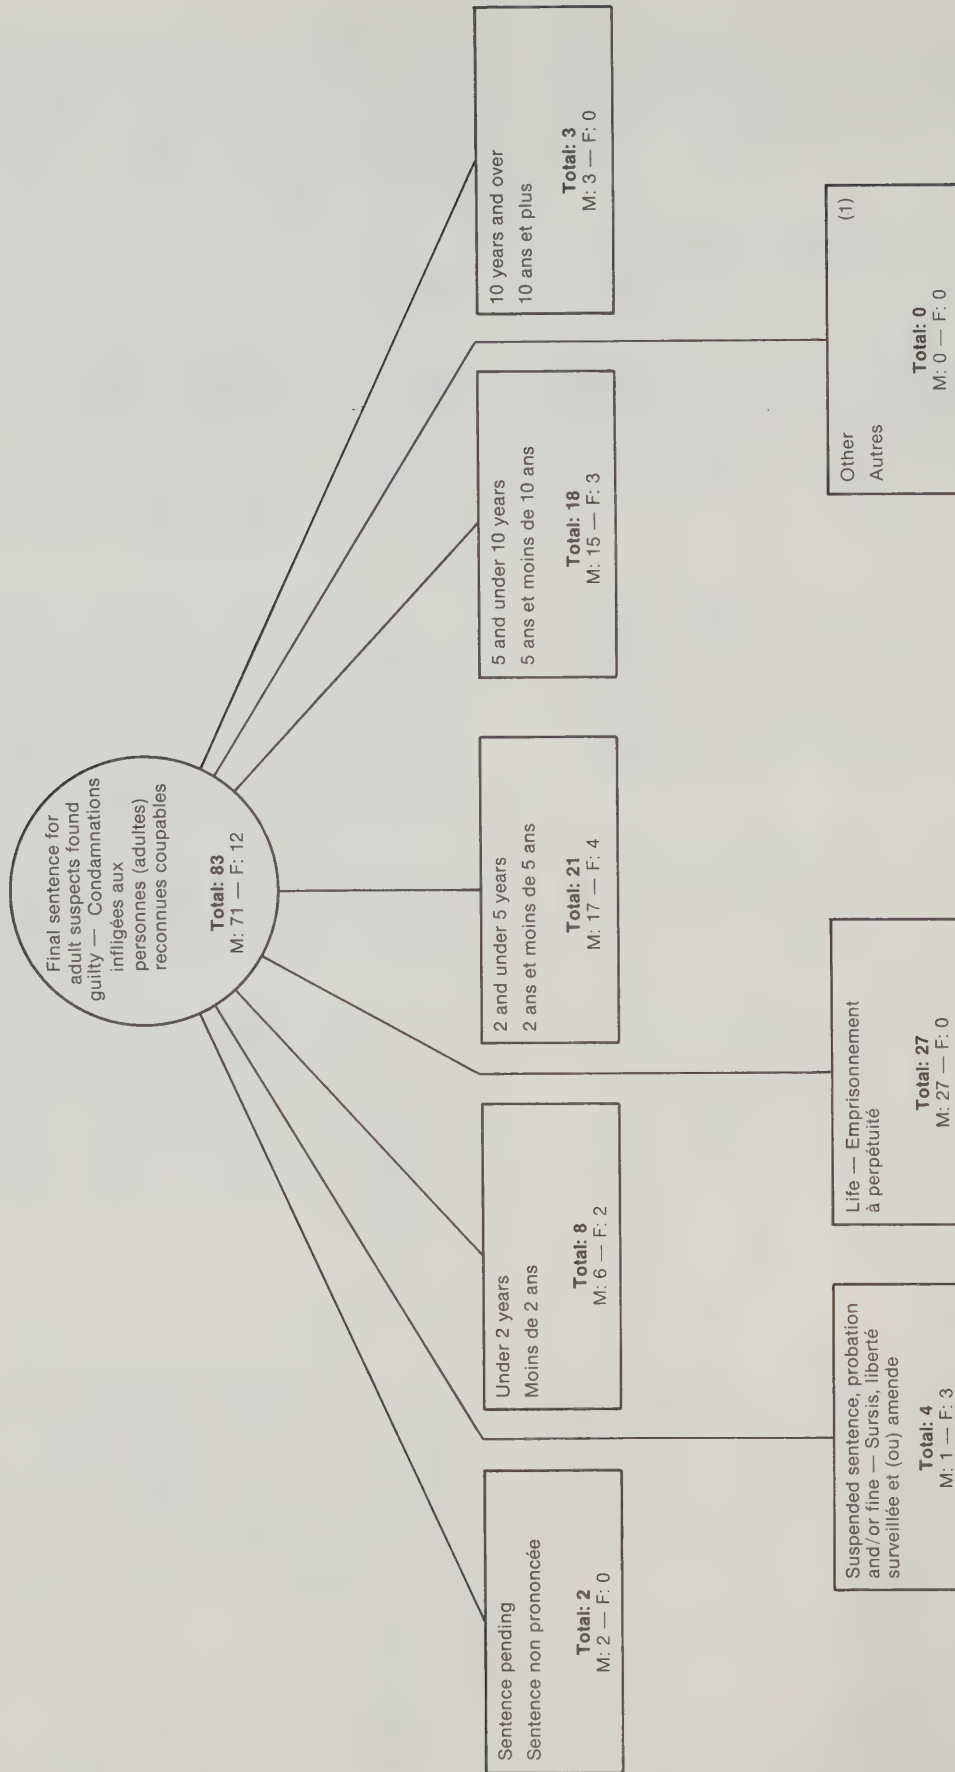 Final sentence for
adult suspects found
guilty — Condamnations
infligées aux
personnes (adultes)
reconnues coupables
Total: 83
M: 71 — F: 12
Sentence pending
Sentence non prononcée
Total: 2
M: 2 — F: 0
Under 2 years
Moins de 2 ans
Total: 8
M: 6 — F: 2
2 and under 5 years
2 ans et moins de 5 ans
Total: 21
M: 17 — F: 4
5 and under 10 years
5 ans et moins de 10 ans
Total: 18
M: 15 — F: 3
10 years and over
10 ans et plus
Total: 3
M: 3 — F: 0
Suspended sentence, probation
and/or fine — Sursis, liberté
surveillée et (ou) amende
Total: 4
M: 1 — F: 3
Life — Emprisonnement
à perpétuité
Total: 27
M: 27 — F: 0
Other (1)
Autres
Total: 0
M: 0 — F: 0